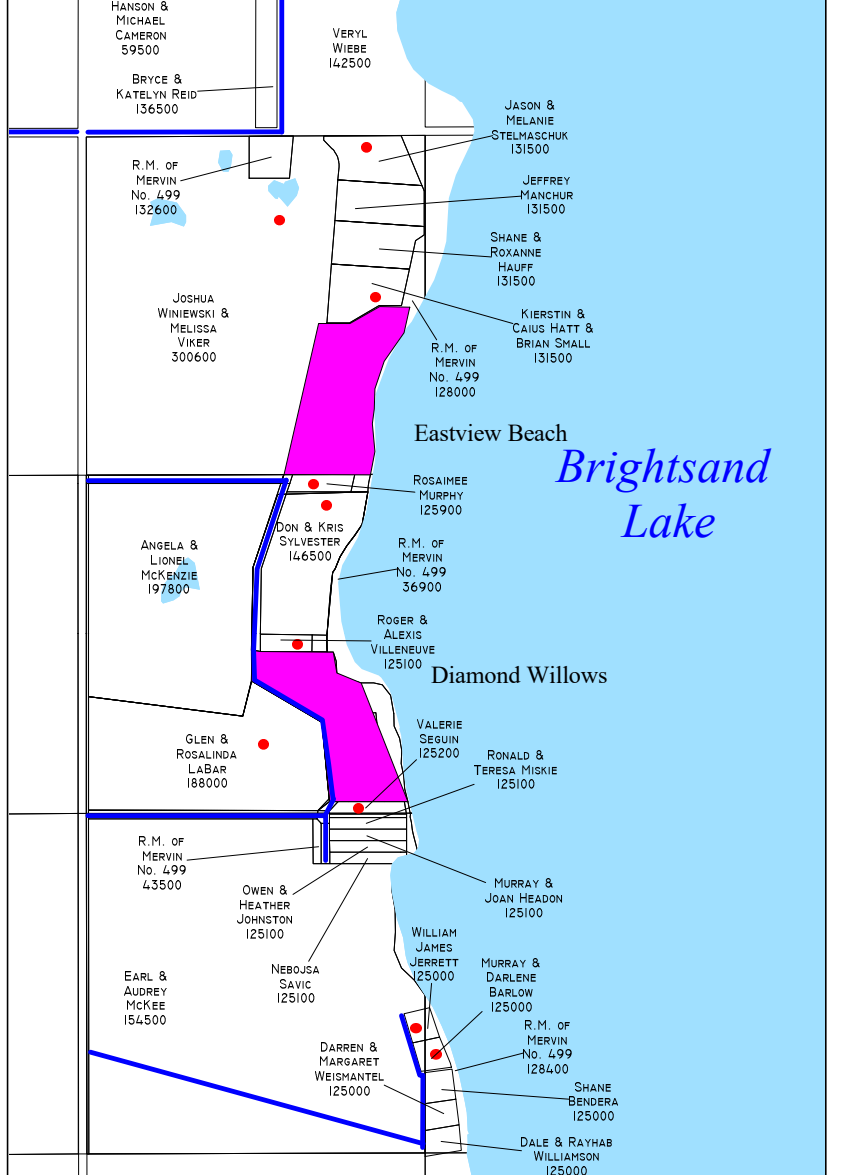 Hanson &
Michael
Cameron
59500
Bryce &
Katelyn Reid
136500
Veryl
Wiebe
142500
Jason &
Melanie
Stelmaschuk
131500
R.M. of
Mervin
No. 499
132600
Jeffrey
Manchur
131500
Shane &
Roxanne
Hauff
131500
Joshua
Winiewski &
Melissa
Viker
300600
Kierstin &
Caius Hatt &
Brian Small
131500
R.M. of
Mervin
No. 499
128000
Eastview Beach
Brightsand
Lake
Rosaimee
Murphy
125900
Don & Kris
Sylvester
146500
Angela &
Lionel
McKenzie
197800
R.M. of
Mervin
No. 499
36900
Roger &
Alexis
Villeneuve
125100
Diamond Willows
Valerie
Seguin
125200
Glen &
Rosalinda
LaBar
188000
Ronald &
Teresa Miskie
125100
R.M. of
Mervin
No. 499
43500
Murray &
Joan Headon
125100
Owen &
Heather
Johnston
125100
William
James
Jerrett
125000
Nebojsa
Savic
125100
Murray &
Darlene
Barlow
125000
Earl &
Audrey
McKee
154500
R.M. of
Mervin
No. 499
128400
Darren &
Margaret
Weismantel
125000
Shane
Bendera
125000
Dale & Rayhab
Williamson
125000